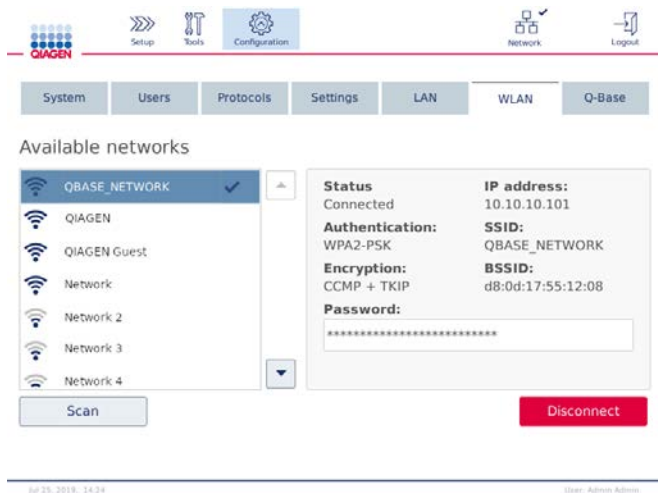 QIAGEN
Setup
Tools
Configuration
Network
Logout
System Users Protocols Settings LAN WLAN Q-Base
Available networks
QBASE_NETWORK
QIAGEN
QIAGEN Guest
Network
Network 2
Network 3
Network 4
Scan
Status
Connected
Authentication:
WPA2-PSK
Encryption:
CCMP + TKIP
IP address:
10.10.10.101
SSID:
QBASE_NETWORK
BSSID:
d8:0d:17:55:12:08
Password:
**************************
Disconnect
Jul 25, 2019, 14:24
User: Admin Admin